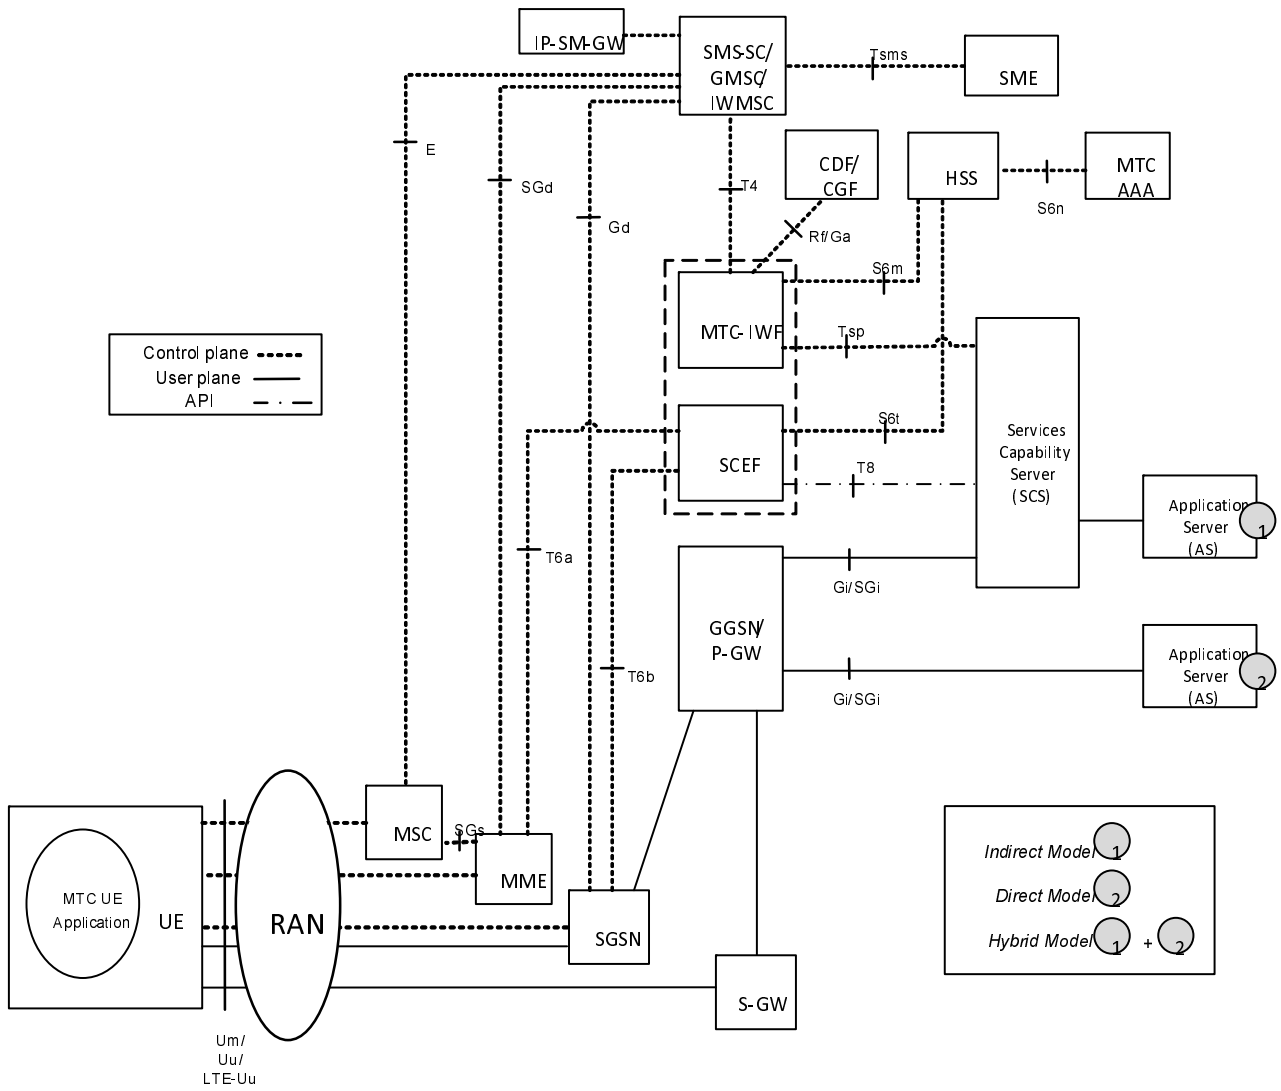 IP-SM-GW
SMS-SC/
GMSC/
IWMSC
Tsms
SME
E
SGd
Gd
T4
CDF/
CGF
Rf/Ga
HSS
S6n
MTC
AAA
S6m
MTC-IWF
Tsp
Control plane
User plane
API
SCEF
S6t
T8
Services
Capability
Server
(SCS)
Application
Server
(AS)
1
T6a
Gi/SGi
GGSN/
P-GW
T6b
Gi/SGi
Application
Server
(AS)
2
MSC
SGs
MME
MTC UE
Application
UE
RAN
SGSN
S-GW
Indirect Model 1
Direct Model 2
Hybrid Model 1 + 2
Um/
Uu/
LTE-Uu